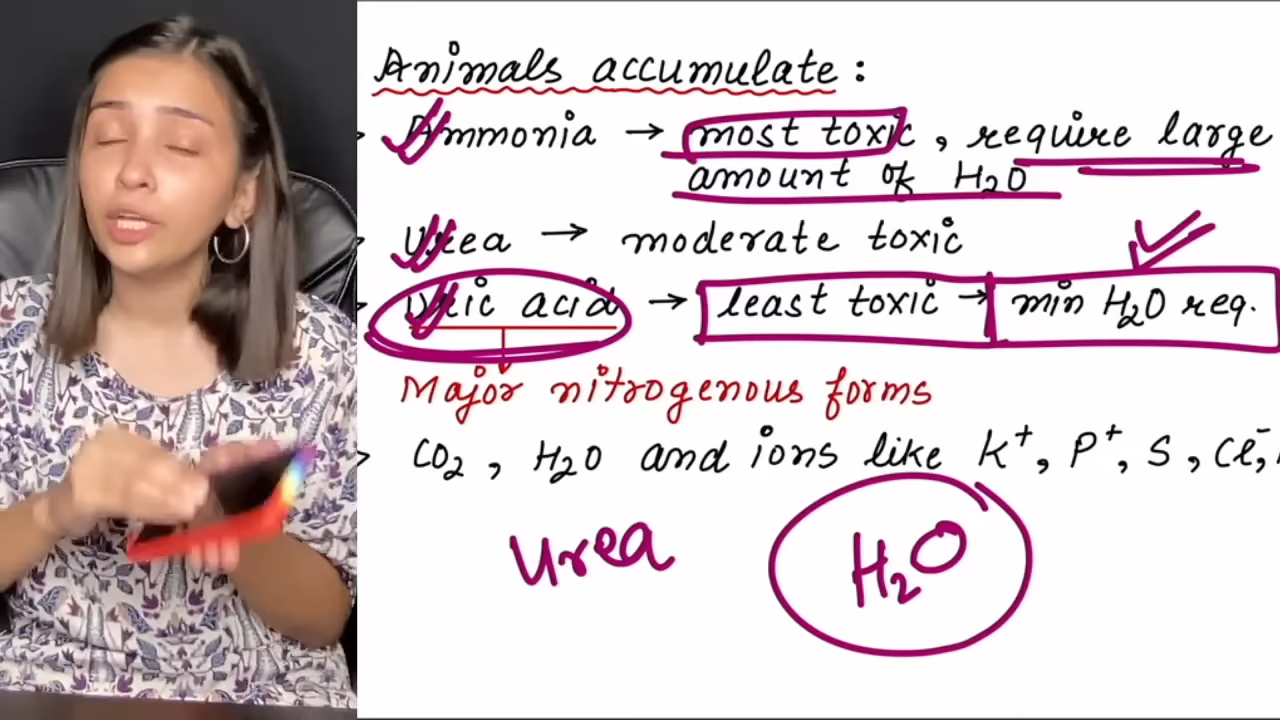 Animals accumulate :
Ammonia → most toxic, require large
amount of H2O
Urea → moderate toxic
Uric acid → least toxic → min H2O req.
Major nitrogenous forms
CO2, H2O and ions like K+, P+, S, Cl-,
Urea H2O